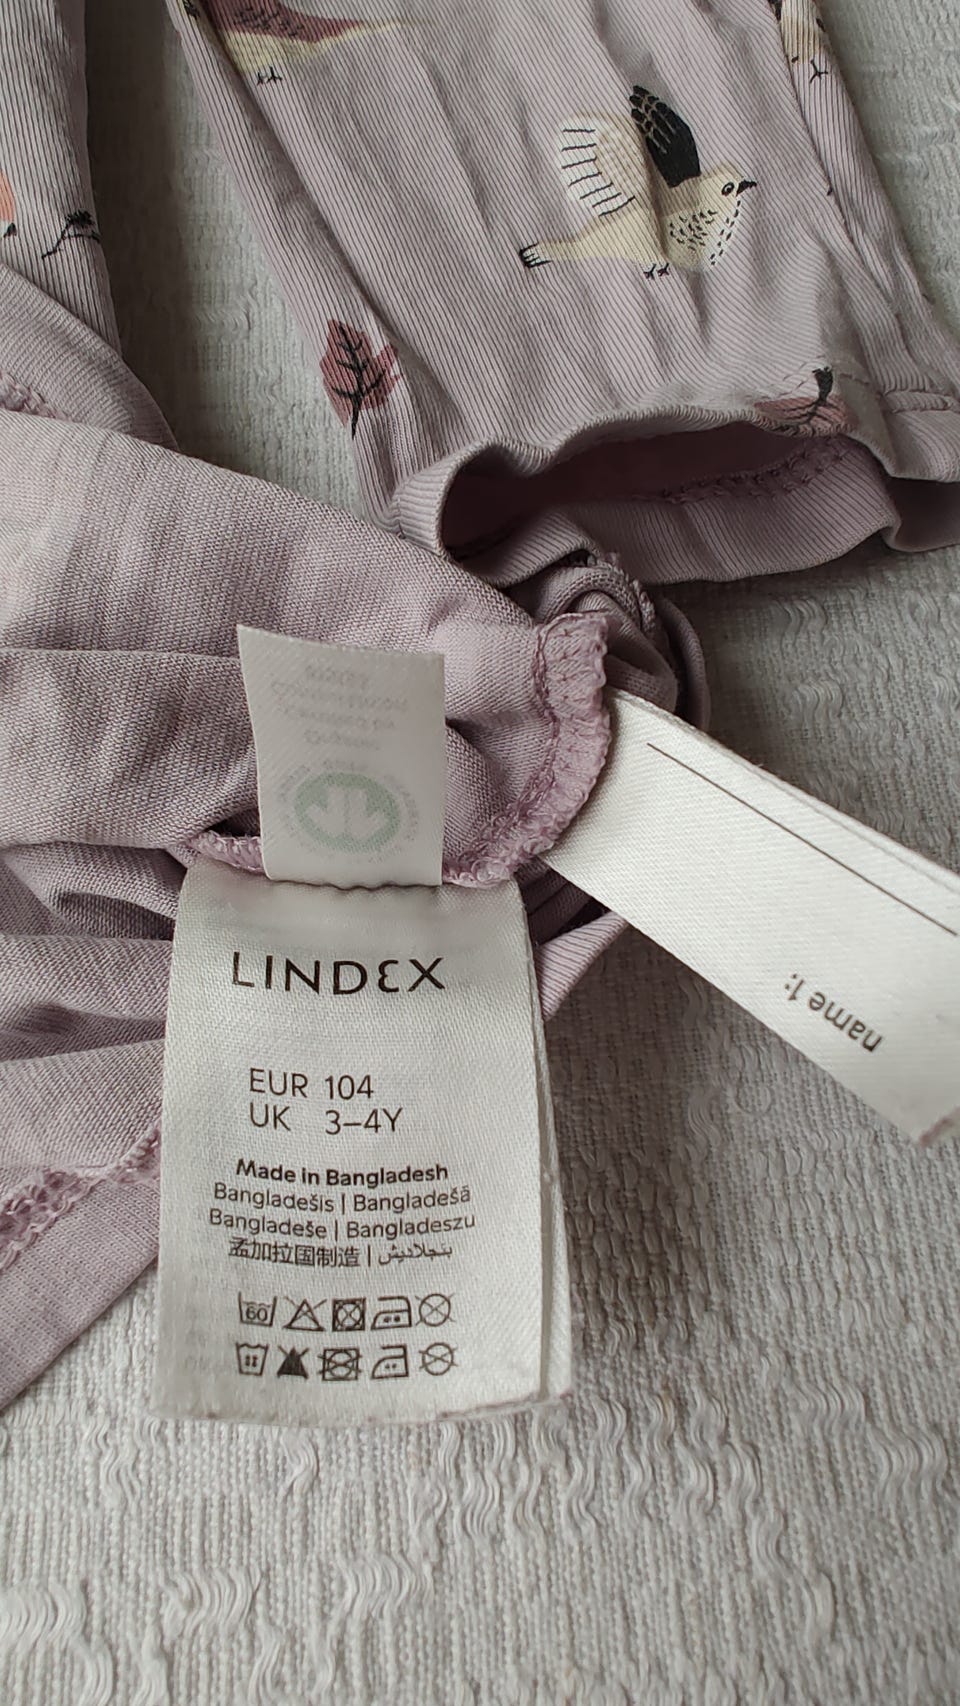 LINDEX
EUR 104
UK 3–4Y
Made in Bangladesh
Bangladešis | Bangladešā
Bangladeše | Bangladeszu
孟加拉国制造 | بنجلاديش
60
name 1: